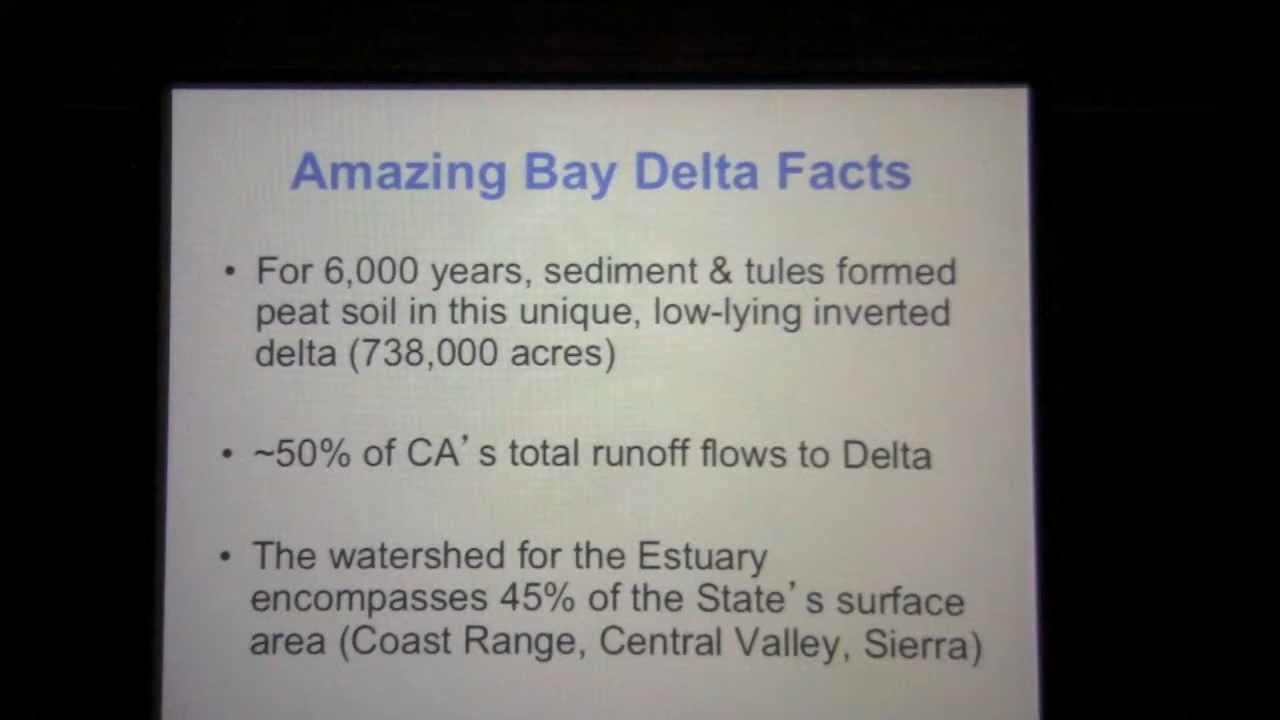 Amazing Bay Delta Facts
• For 6,000 years, sediment & tules formed
peat soil in this unique, low-lying inverted
delta (738,000 acres)
• ~50% of CA's total runoff flows to Delta
• The watershed for the Estuary
encompasses 45% of the State's surface
area (Coast Range, Central Valley, Sierra)